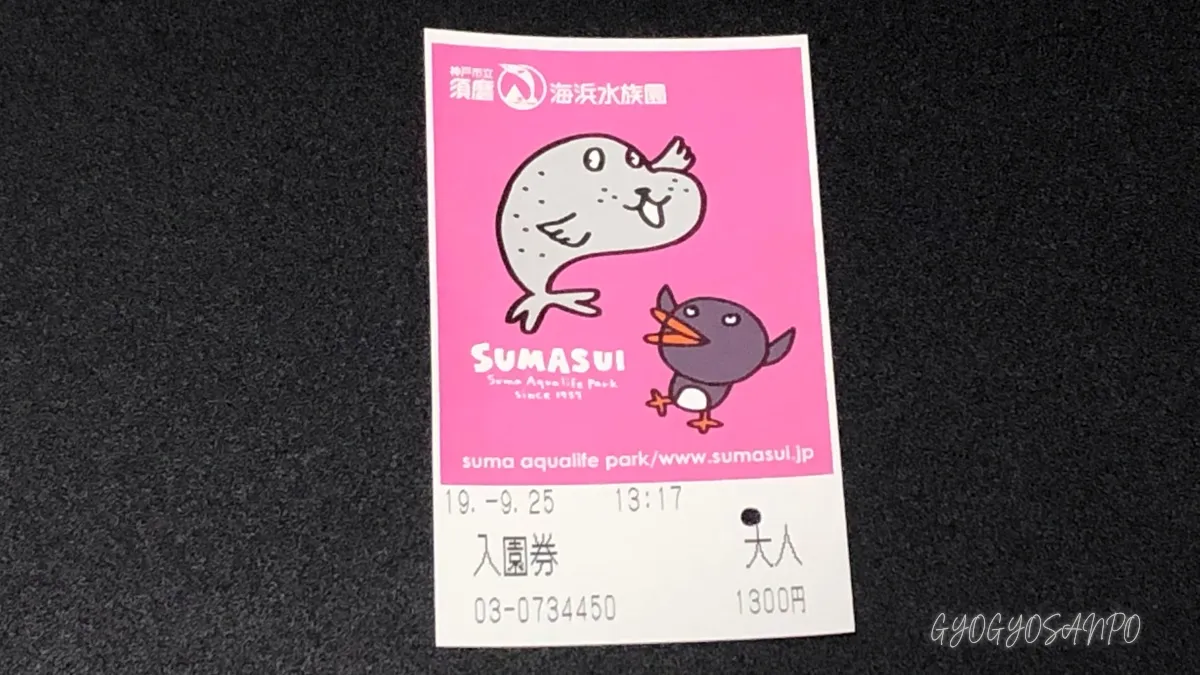 神戸市立
須磨 海浜水族園
SUMASUI
Suma Aqualife Park
Since 1957
suma aqualife park/www.sumasui.jp
19.-9.25 13:17
入園券 大人
03-0734450 1300円
GYOGYOSANPO